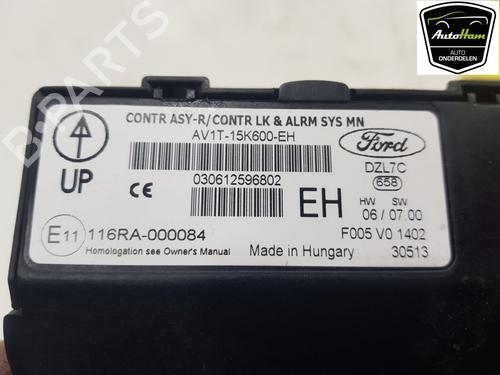 AutoHam
AUTO
ONDERDELEN
B-PARTS
CONTR ASY-R/CONTR LK & ALRM SYS MN
AV1T-15K600-EH
Ford
DZL7C
658
UP
CE
030612596802
EH
HW SW
06 / 07.00
E11 116RA-000084
F005 V0 1402
Homologation see Owner's Manual
Made in Hungary
30513